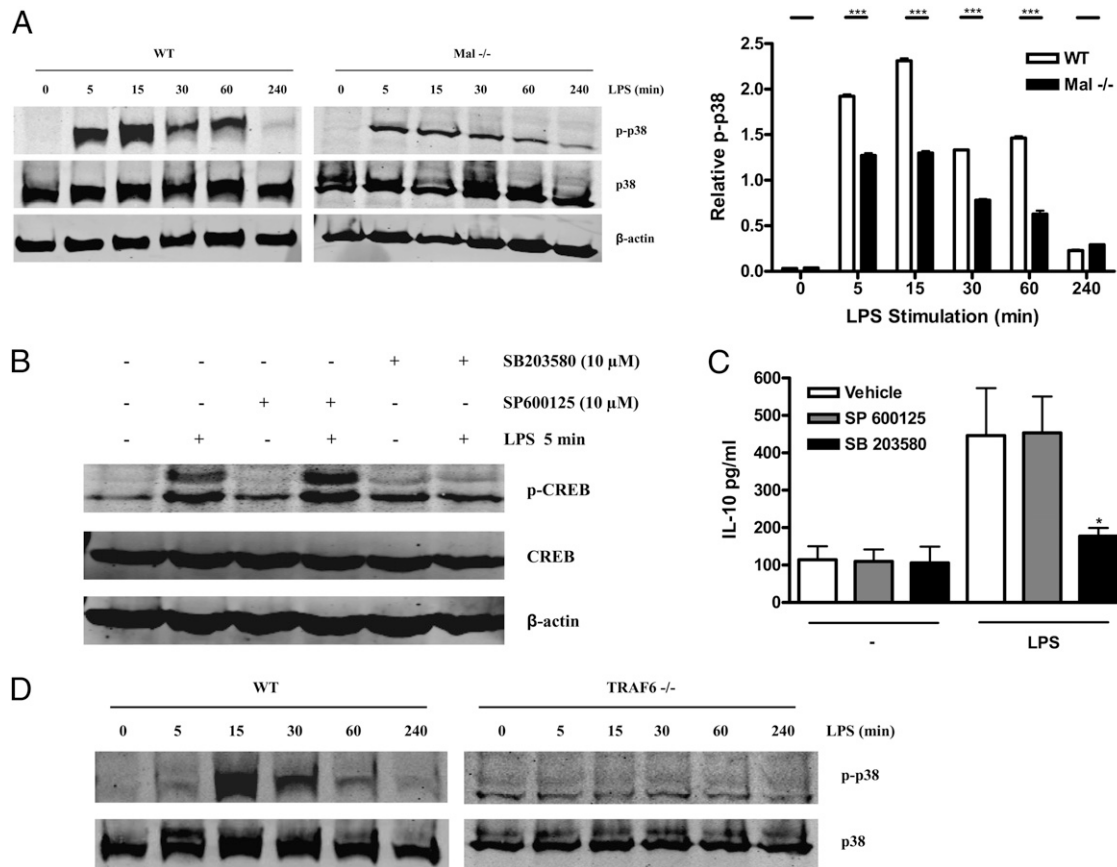 A
WT
Mal -/-
0 5 15 30 60 240 0 5 15 30 60 240 LPS (min)
p-p38
p38
β-actin
*** *** *** ***
WT
Mal -/-
Relative p-p38
2.5
2.0
1.5
1.0
0.5
0.0
0 5 15 30 60 240
LPS Stimulation (min)
B
- - - - + + SB203580 (10 µM)
- - + + - - SP600125 (10 µM)
- + - + - + LPS 5 min
p-CREB
CREB
β-actin
C
Vehicle
SP 600125
SB 203580
IL-10 pg/ml
600
500
400
300
200
100
0
*
- LPS
D
WT
TRAF6 -/-
0 5 15 30 60 240 0 5 15 30 60 240 LPS (min)
p-p38
p38